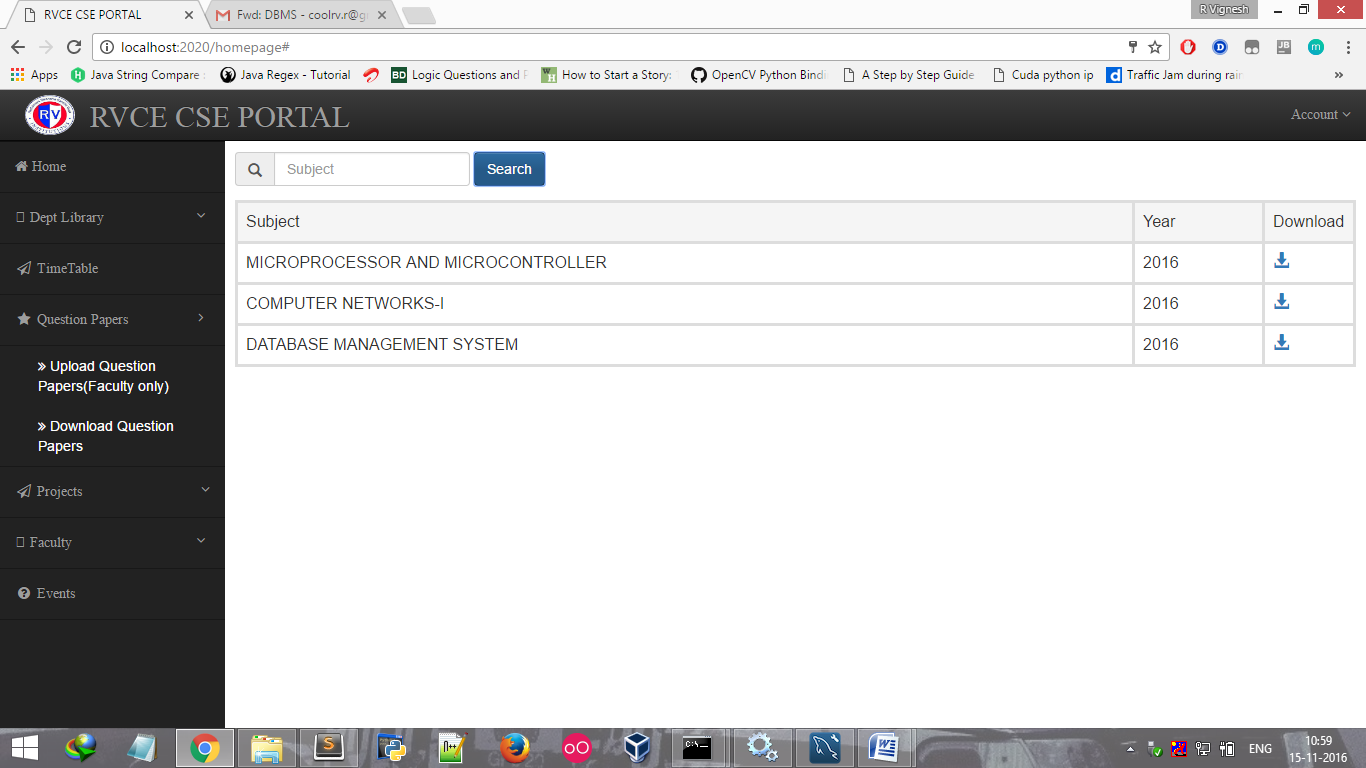 RVCE CSE PORTAL
Fwd: DBMS - coolrv.r@g
R Vignesh
localhost:2020/homepage#
Apps
Java String Compare
Java Regex - Tutorial
BD Logic Questions and
How to Start a Story:
OpenCV Python Bindi
A Step by Step Guide
Cuda python ip
Traffic Jam during rain
RV
RVCE CSE PORTAL
Account
Home
Dept Library
TimeTable
Question Papers
» Upload Question
Papers(Faculty only)
» Download Question
Papers
Projects
Faculty
Events
Subject
Search
Subject Year Download
MICROPROCESSOR AND MICROCONTROLLER 2016
COMPUTER NETWORKS-I 2016
DATABASE MANAGEMENT SYSTEM 2016
ENG
10:59
15-11-2016